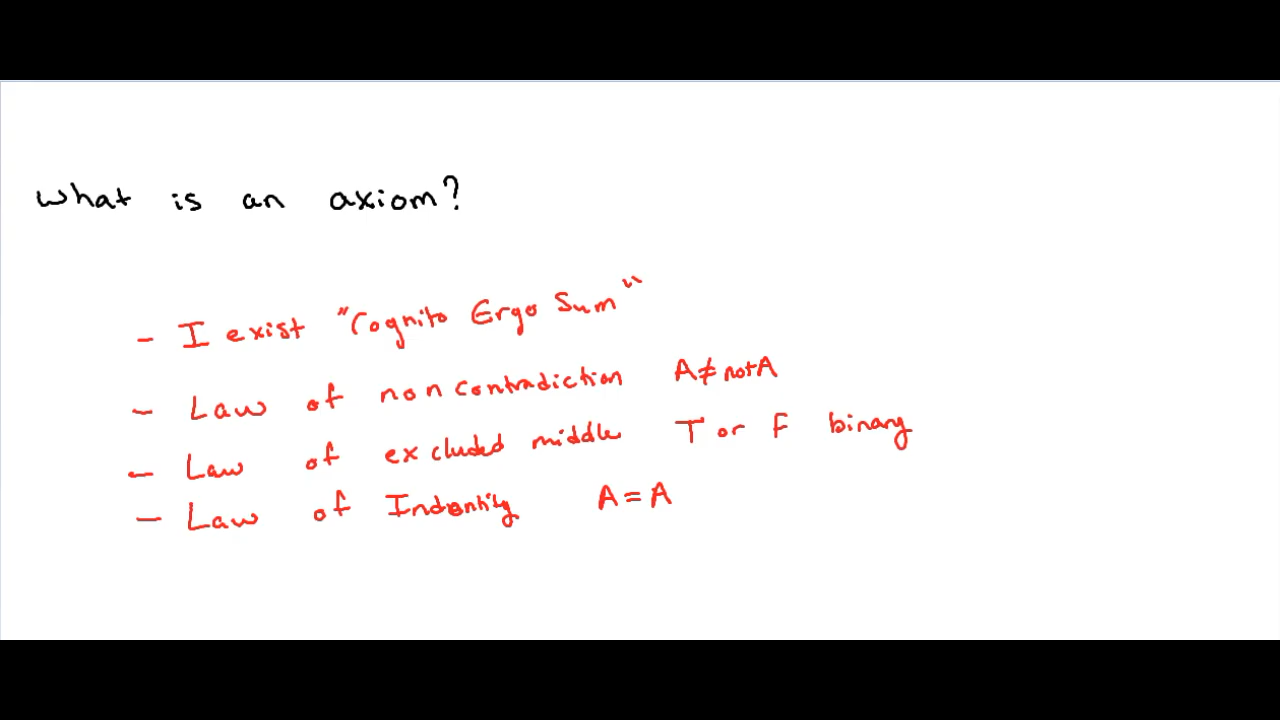 what is an axiom?
- I exist "Cognito Ergo Sum"
- Law of noncontradiction A≠notA
- Law of excluded middle T or F binary
- Law of Indentity A=A